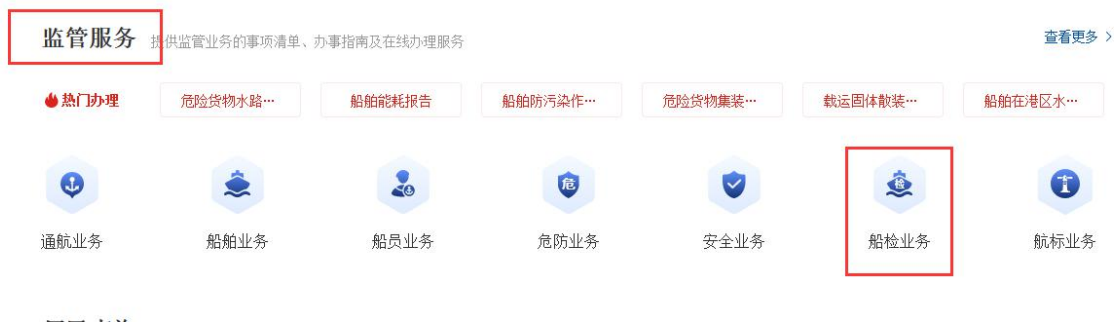 监管服务 提供监管业务的事项清单、办事指南及在线办理服务 查看更多 >
热门办理 危险货物水路… 船舶能耗报告 船舶防污染作… 危险货物集装… 载运固体散装… 船舶在港区水…
危 检
通航业务 船舶业务 船员业务 危防业务 安全业务 船检业务 航标业务